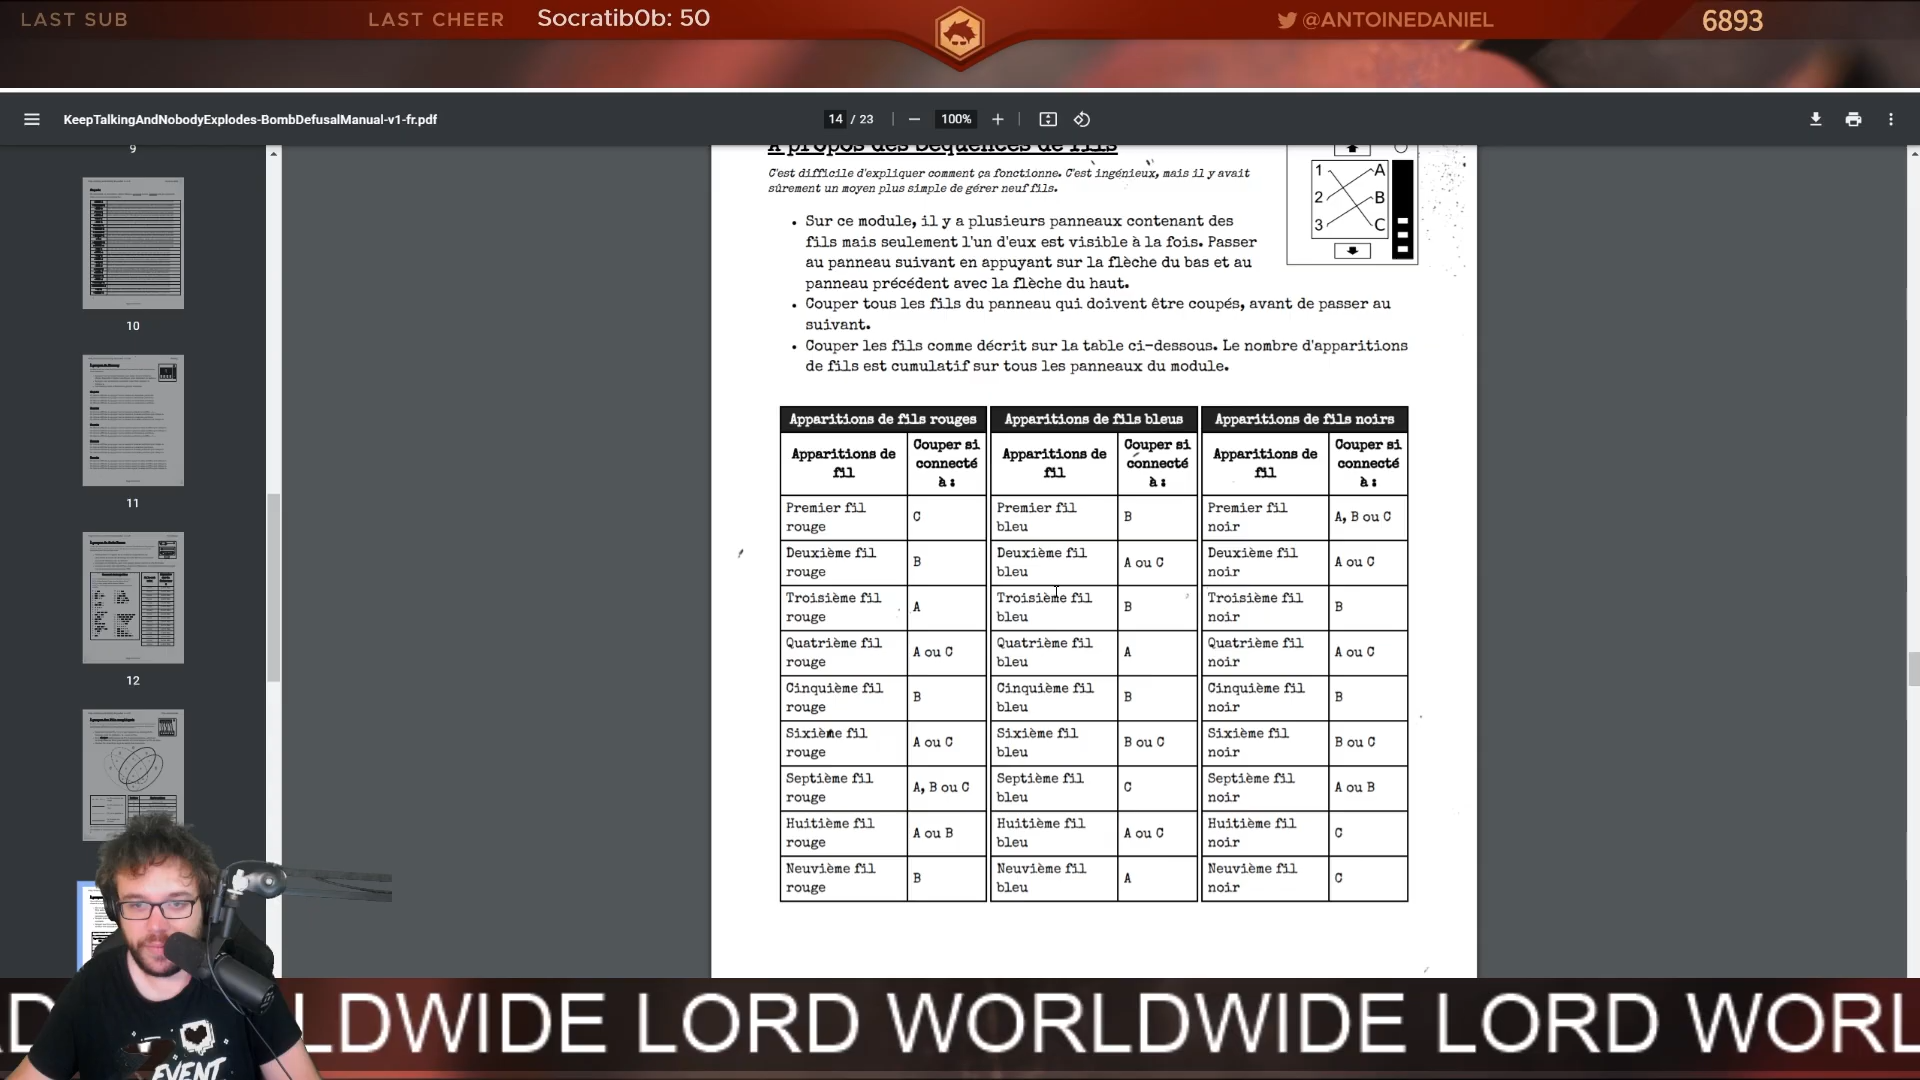 LAST SUB
LAST CHEER
Socratib0b: 50
@ANTOINEDANIEL
6893
KeepTalkingAndNobodyExplodes-BombDefusalManual-v1-fr.pdf
14 / 23
100%
9
10
11
12
À propos des Séquences de fils
C'est difficile d'expliquer comment ça fonctionne. C'est ingénieux, mais il y avait
sûrement un moyen plus simple de gérer neuf fils.
1 A
2 B
3 C
• Sur ce module, il y a plusieurs panneaux contenant des
fils mais seulement l'un d'eux est visible à la fois. Passer
au panneau suivant en appuyant sur la flèche du bas et au
panneau précédent avec la flèche du haut.
• Couper tous les fils du panneau qui doivent être coupés, avant de passer au
suivant.
• Couper les fils comme décrit sur la table ci-dessous. Le nombre d'apparitions
de fils est cumulatif sur tous les panneaux du module.
Apparitions de fils rouges
Apparitions de fil
Couper si connecté à :
Premier fil rouge C
Deuxième fil rouge B
Troisième fil rouge A
Quatrième fil rouge A ou C
Cinquième fil rouge B
Sixième fil rouge A ou C
Septième fil rouge A, B ou C
Huitième fil rouge A ou B
Neuvième fil rouge B
Apparitions de fils bleus
Apparitions de fil
Couper si connecté à :
Premier fil bleu B
Deuxième fil bleu A ou C
Troisième fil bleu B
Quatrième fil bleu A
Cinquième fil bleu B
Sixième fil bleu B ou C
Septième fil bleu C
Huitième fil bleu A ou C
Neuvième fil bleu A
Apparitions de fils noirs
Apparitions de fil
Couper si connecté à :
Premier fil noir A, B ou C
Deuxième fil noir A ou C
Troisième fil noir B
Quatrième fil noir A ou C
Cinquième fil noir B
Sixième fil noir B ou C
Septième fil noir A ou B
Huitième fil noir C
Neuvième fil noir C
LDWIDE LORD WORLDWIDE LORD WORL
EVENT